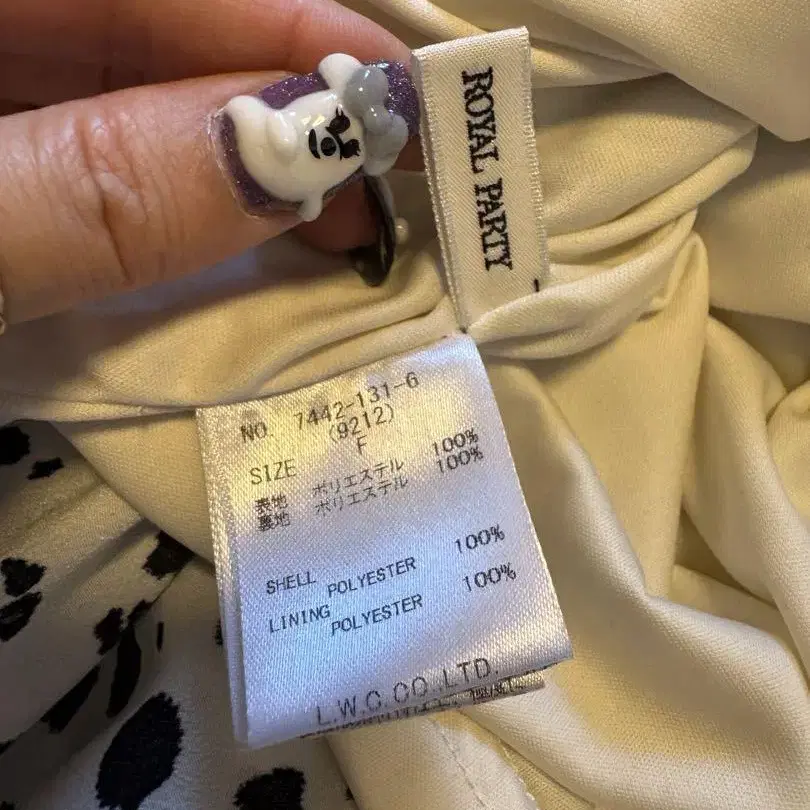 ROYAL PARTY
NO. 7442-131-6
(9212)
SIZE F
表地 ポリエステル 100%
裏地 ポリエステル 100%
SHELL POLYESTER 100%
LINING POLYESTER 100%
L.W.C.CO.,LTD.